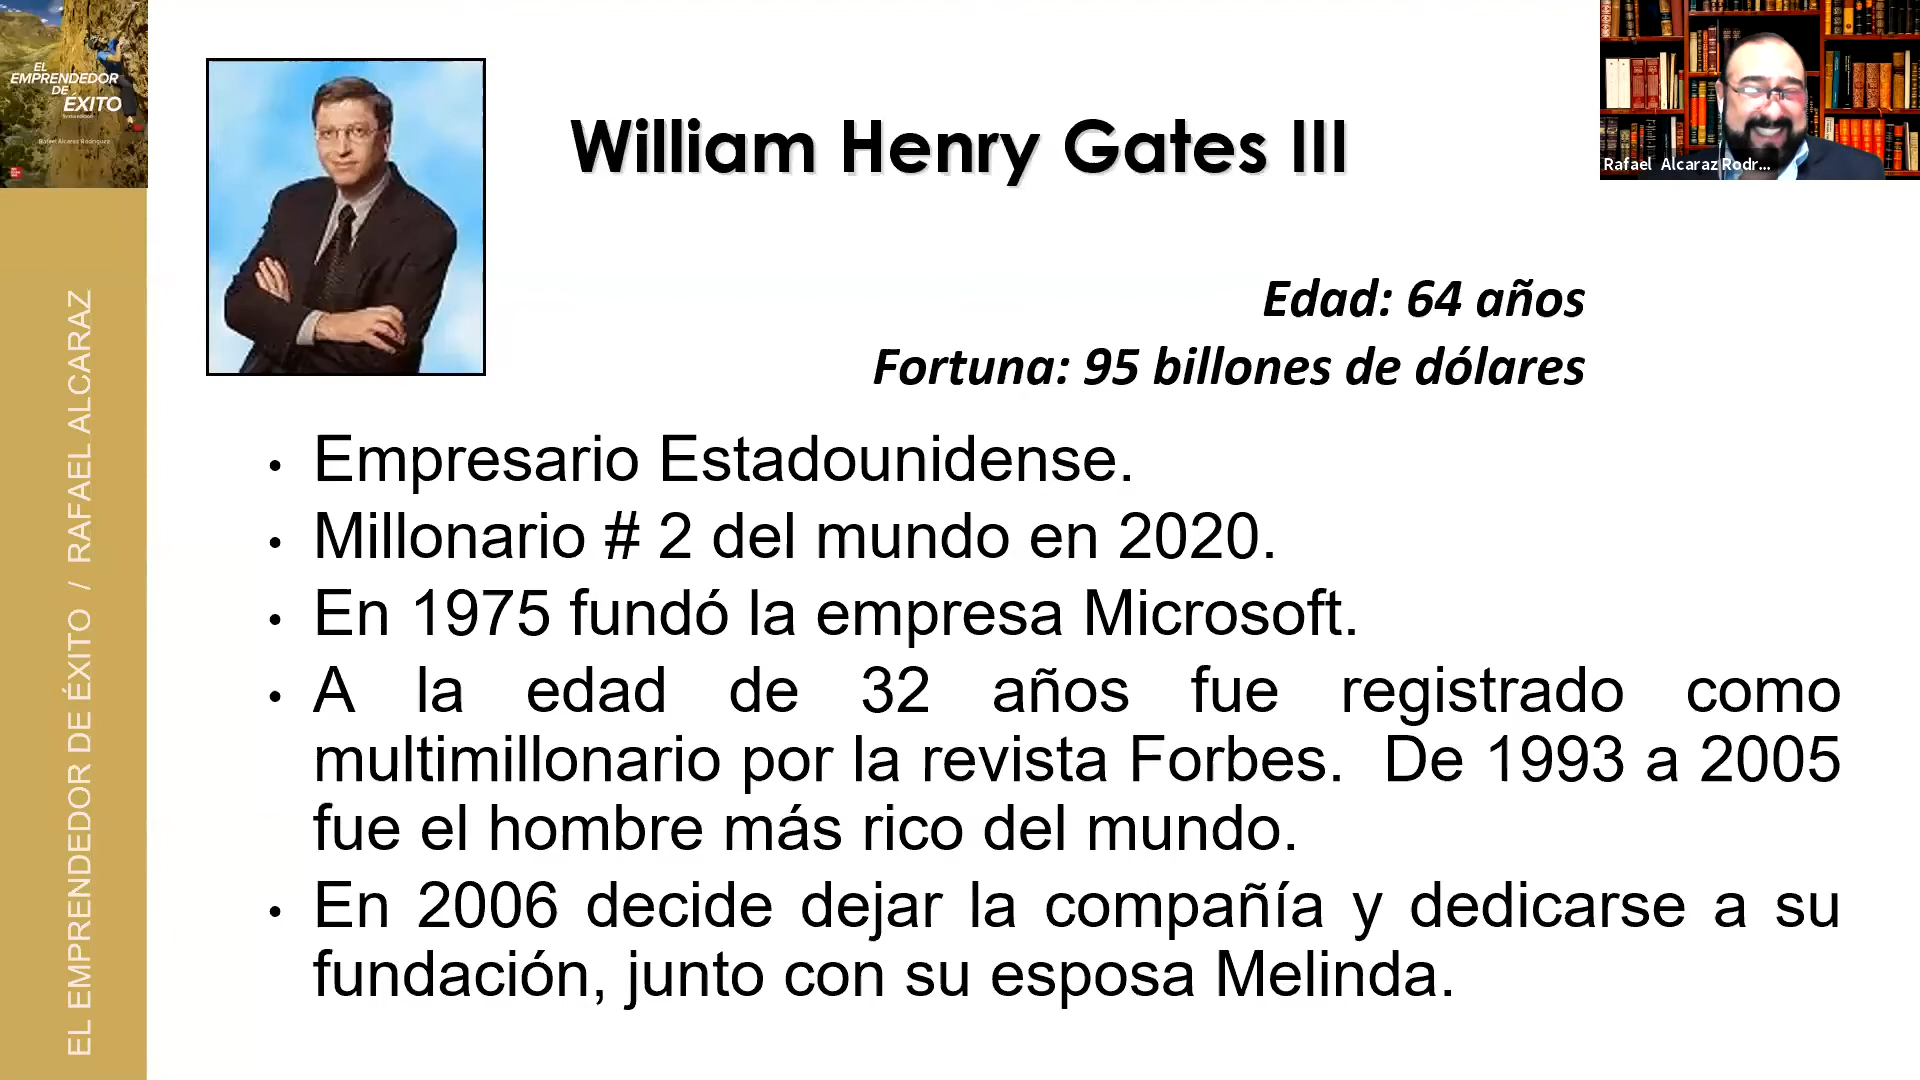 EL
EMPRENDEDOR
DE
ÉXITO
Rafael Alcaraz Rodríguez
EL EMPRENDEDOR DE ÉXITO / RAFAEL ALCARAZ
William Henry Gates III
Rafael Alcaraz Rodr...
Edad: 64 años
Fortuna: 95 billones de dólares
• Empresario Estadounidense.
• Millonario # 2 del mundo en 2020.
• En 1975 fundó la empresa Microsoft.
• A la edad de 32 años fue registrado como
multimillonario por la revista Forbes. De 1993 a 2005
fue el hombre más rico del mundo.
• En 2006 decide dejar la compañía y dedicarse a su
fundación, junto con su esposa Melinda.